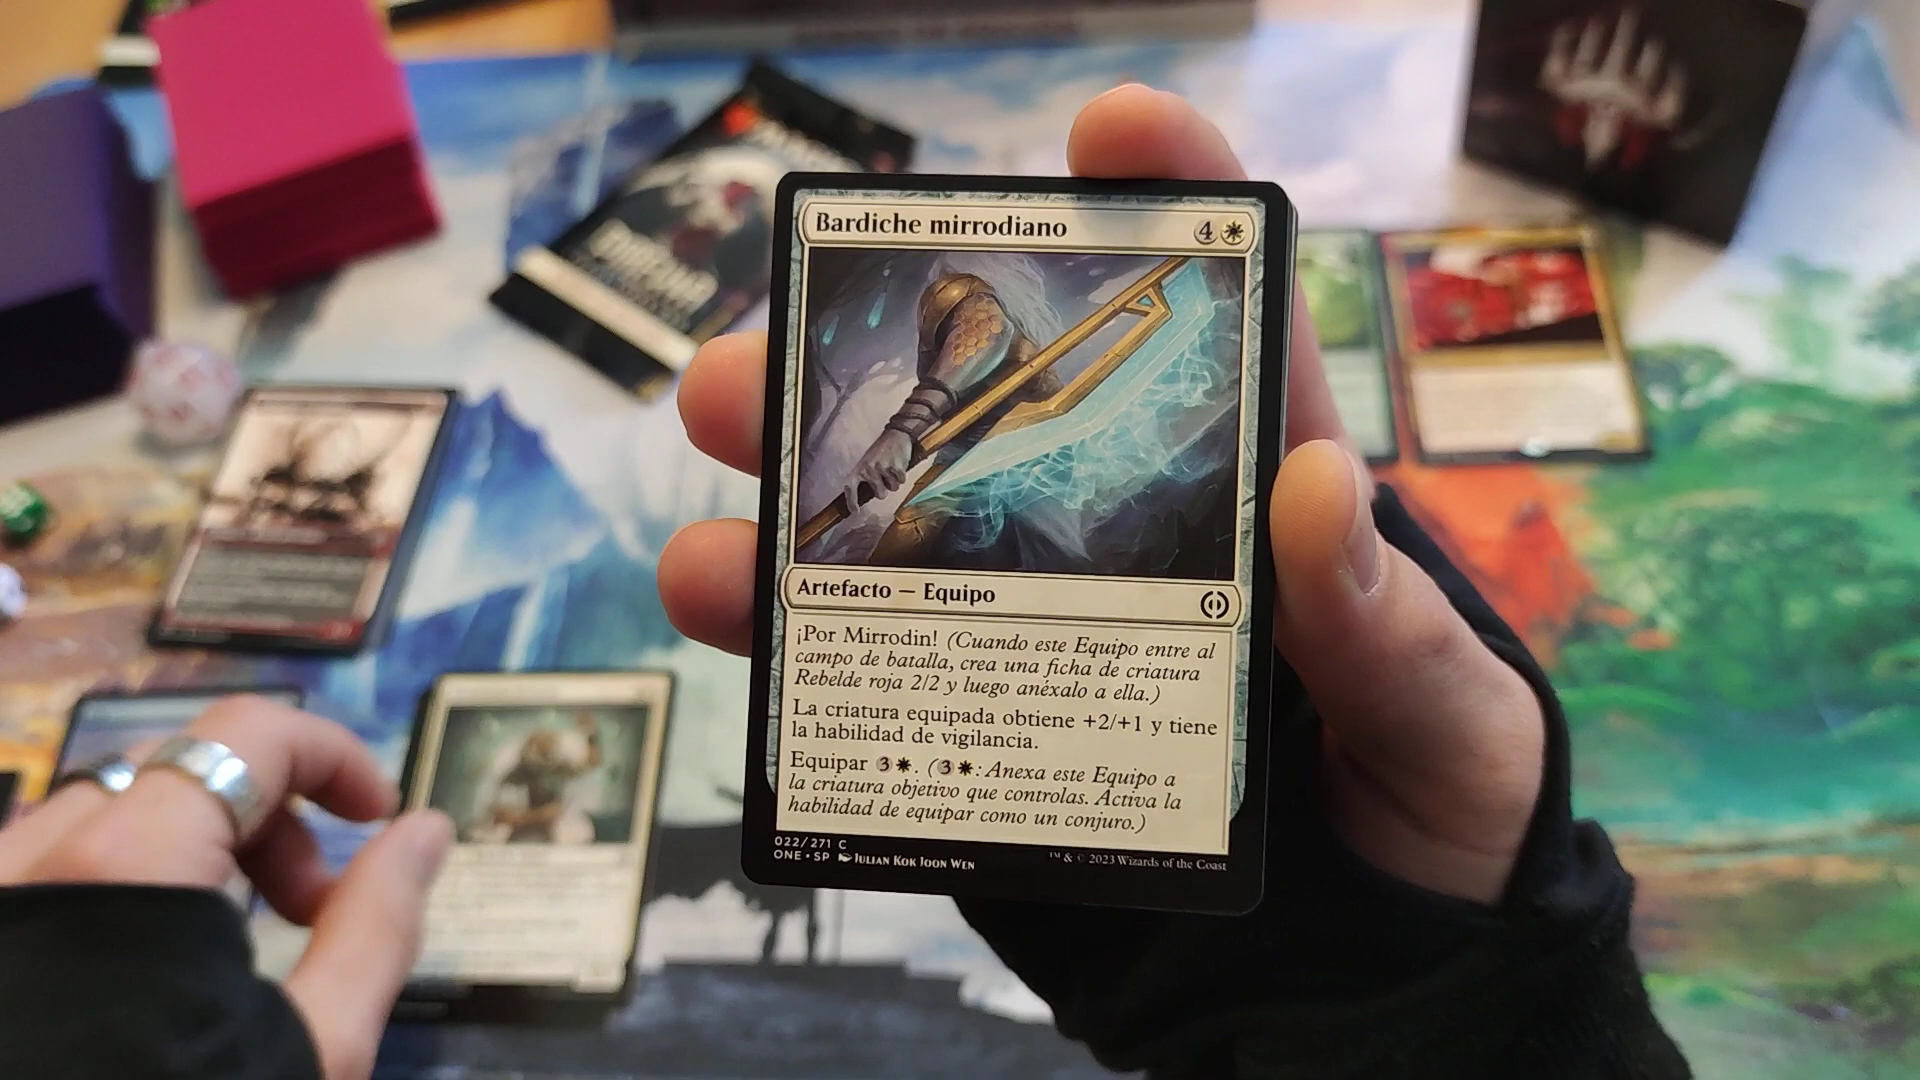 Bardiche mirrodiano
4
Artefacto — Equipo
¡Por Mirrodin! (Cuando este Equipo entre al
campo de batalla, crea una ficha de criatura
Rebelde roja 2/2 y luego anéxalo a ella.)
La criatura equipada obtiene +2/+1 y tiene
la habilidad de vigilancia.
Equipar 3. (3: Anexa este Equipo a
la criatura objetivo que controlas. Activa la
habilidad de equipar como un conjuro.)
022/271 C
ONE • SP JULIAN KOK JOON WEN
™ & © 2023 Wizards of the Coast